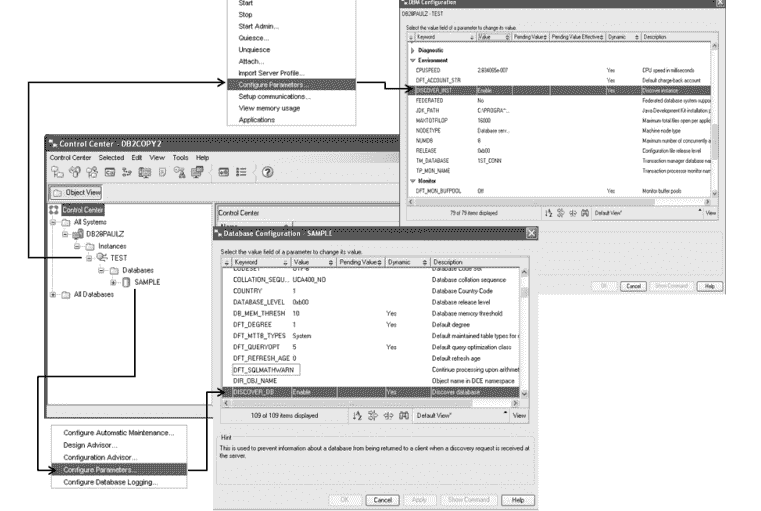 Start
Stop
Start Admin...
Quiesce...
Unquiesce
Attach...
Import Server Profile...
Configure Parameters...
Setup communications...
View memory usage
Applications
DBM Configuration
DB28PAULZ - TEST
Select the value field of a parameter to change its value.
Keyword Value Pending Value Pending Value Effective Dynamic Description
Diagnostic
Environment
CPUSPEED Yes CPU speed in milliseconds
DFT_ACCOUNT_STR Yes Default charge-back account
DISCOVER_INST Enable Yes Discover instance
FEDERATED No Federated database system suppo
JDK_PATH C:\PROGRA~... Java Development Kit installation p
MAXTOTFILOP 16000 Maximum total files open per applic
NODETYPE Database serv... Machine node type
NUMDB 8 Maximum number of concurrently a
RELEASE 0xb00 Configuration file release level
TM_DATABASE 1ST_CONN Transaction manager database nam
TP_MON_NAME Transaction processor monitor nam
Monitor
DFT_MON_BUFPOOL Off Yes Monitor buffer pools
79 of 79 items displayed Default View* View
OK Cancel Show Command Help
Control Center - DB2COPY2
Control Center Selected Edit View Tools Help
Object View
Control Center
All Systems
DB28PAULZ
Instances
TEST
Databases
SAMPLE
All Databases
Control Center
Database Configuration - SAMPLE
Select the value field of a parameter to change its value.
Keyword Value Pending Value Dynamic Description
CODESET UTF-8 Database code set
COLLATION_SEQU... UCA400_NO Database collation sequence
COUNTRY 1 Database Country Code
DATABASE_LEVEL 0xb00 Database release level
DB_MEM_THRESH 10 Yes Database memory threshold
DFT_DEGREE 1 Yes Default degree
DFT_MTTB_TYPES System Default maintained table types for o
DFT_QUERYOPT 5 Yes Default query optimization class
DFT_REFRESH_AGE 0 Default refresh age
DFT_SQLMATHWARN Continue processing upon arithmet
DIR_OBJ_NAME Object name in DCE namespace
DISCOVER_DB Enable Yes Discover database
109 of 109 items displayed Default View* View
Hint
This is used to prevent information about a database from being returned to a client when a discovery request is received at
the server.
OK Cancel Apply Show Command Help
Configure Automatic Maintenance...
Design Advisor...
Configuration Advisor...
Configure Parameters...
Configure Database Logging...